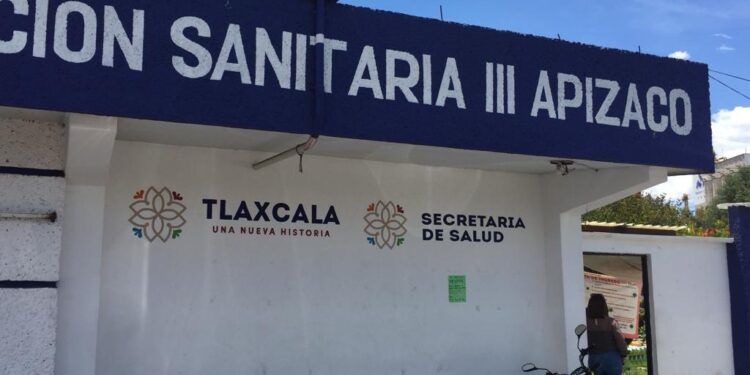 CION SANITARIA III APIZACO
TLAXCALA
UNA NUEVA HISTORIA
SECRETARIA
DE SALUD